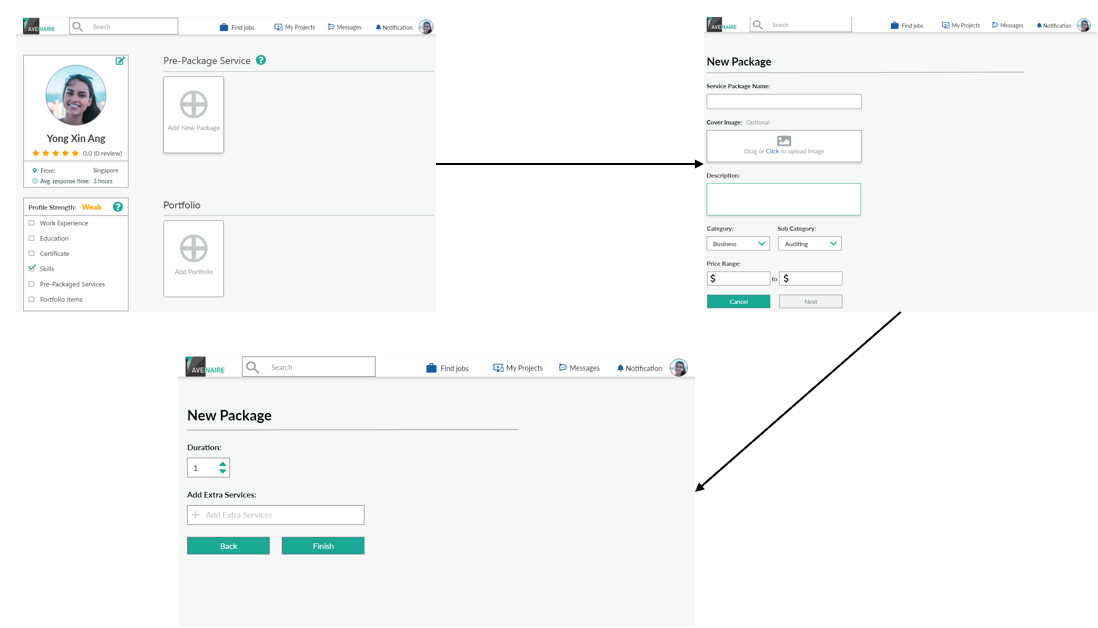 AVENAIRE
Search
Find jobs
My Projects
Messages
Notification
Yong Xin Ang
0.0 (0 review)
From: Singapore
Avg. response time: 3 hours
Profile Strength: Weak ?
Work Experience
Education
Certificate
Skills
Pre-Packaged Services
Portfolio Items
Pre-Package Service ?
Add New Package
Portfolio
Add Portfolio
AVENAIRE
Search
Find jobs
My Projects
Messages
Notification
New Package
Service Package Name:
Cover Image: Optional
Drag or Click to upload Image
Description:
Category: Sub Category:
Business Auditing
Price Range:
$ to $
Cancel Next
AVENAIRE
Search
Find jobs
My Projects
Messages
Notification
New Package
Duration:
1
Add Extra Services:
+ Add Extra Services
Back Finish